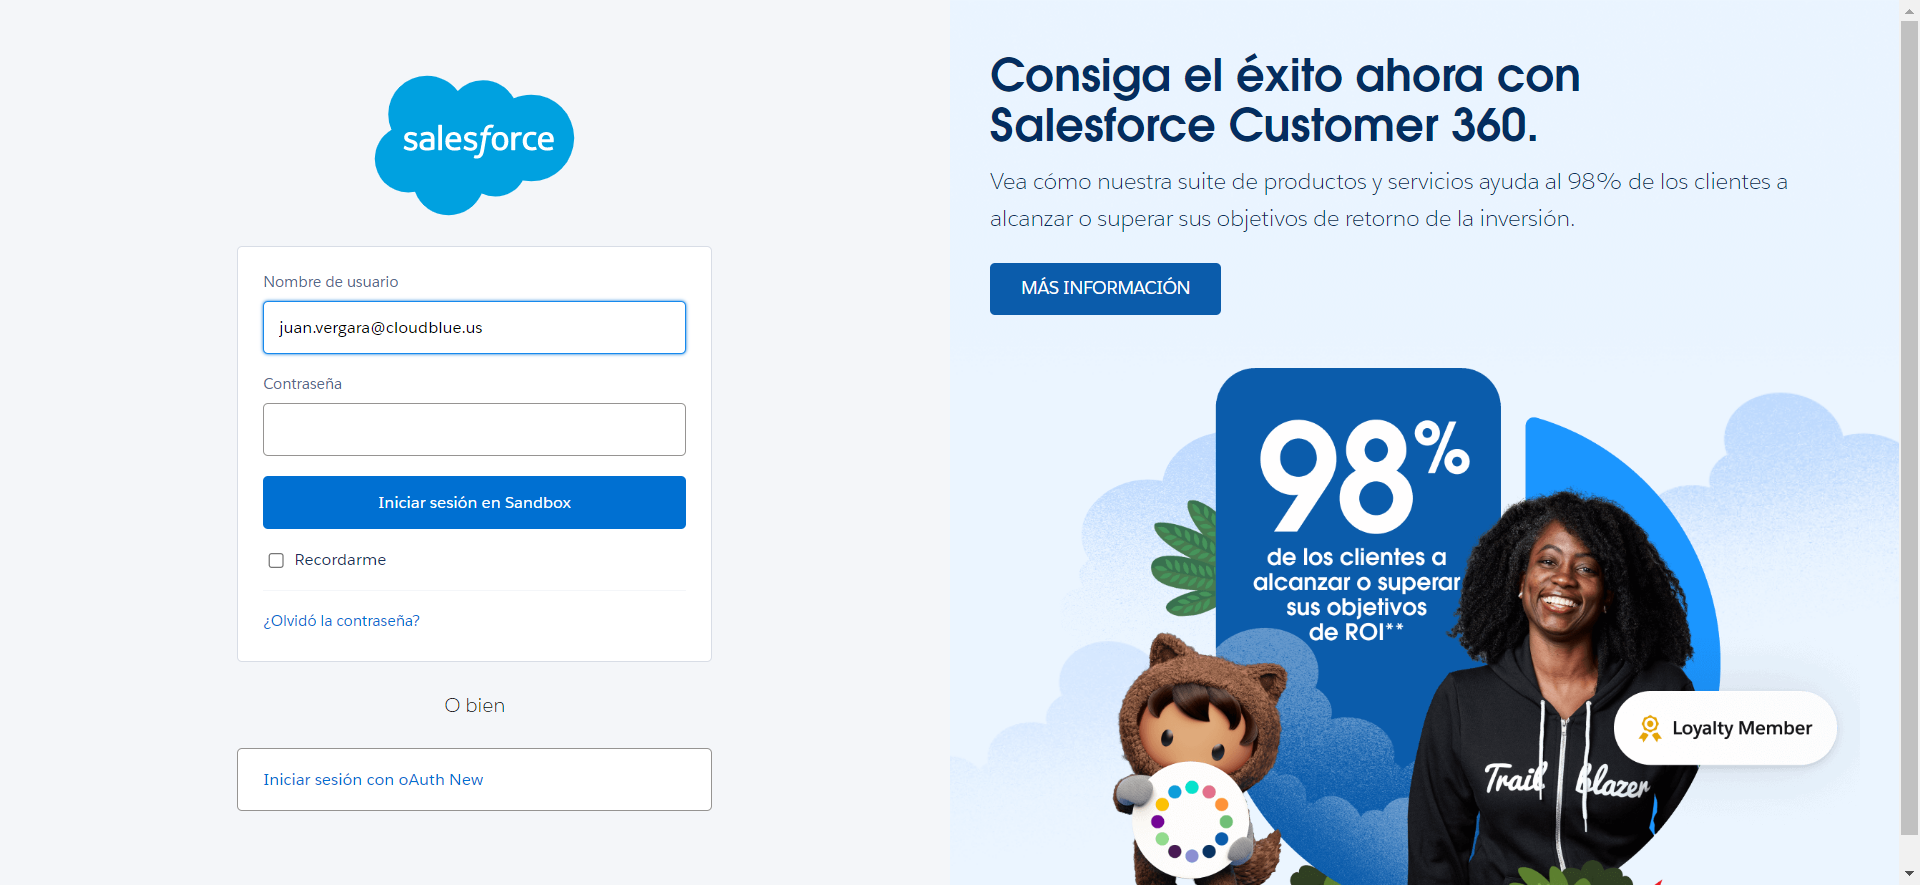 salesforce
Nombre de usuario
juan.vergara@cloudblue.us
Contraseña
Iniciar sesión en Sandbox
Recordarme
¿Olvidó la contraseña?
O bien
Iniciar sesión con oAuth New
Consiga el éxito ahora con
Salesforce Customer 360.
Vea cómo nuestra suite de productos y servicios ayuda al 98% de los clientes a
alcanzar o superar sus objetivos de retorno de la inversión.
MÁS INFORMACIÓN
98%
de los clientes a
alcanzar o superar
sus objetivos
de ROI**
Loyalty Member
Trail blazer